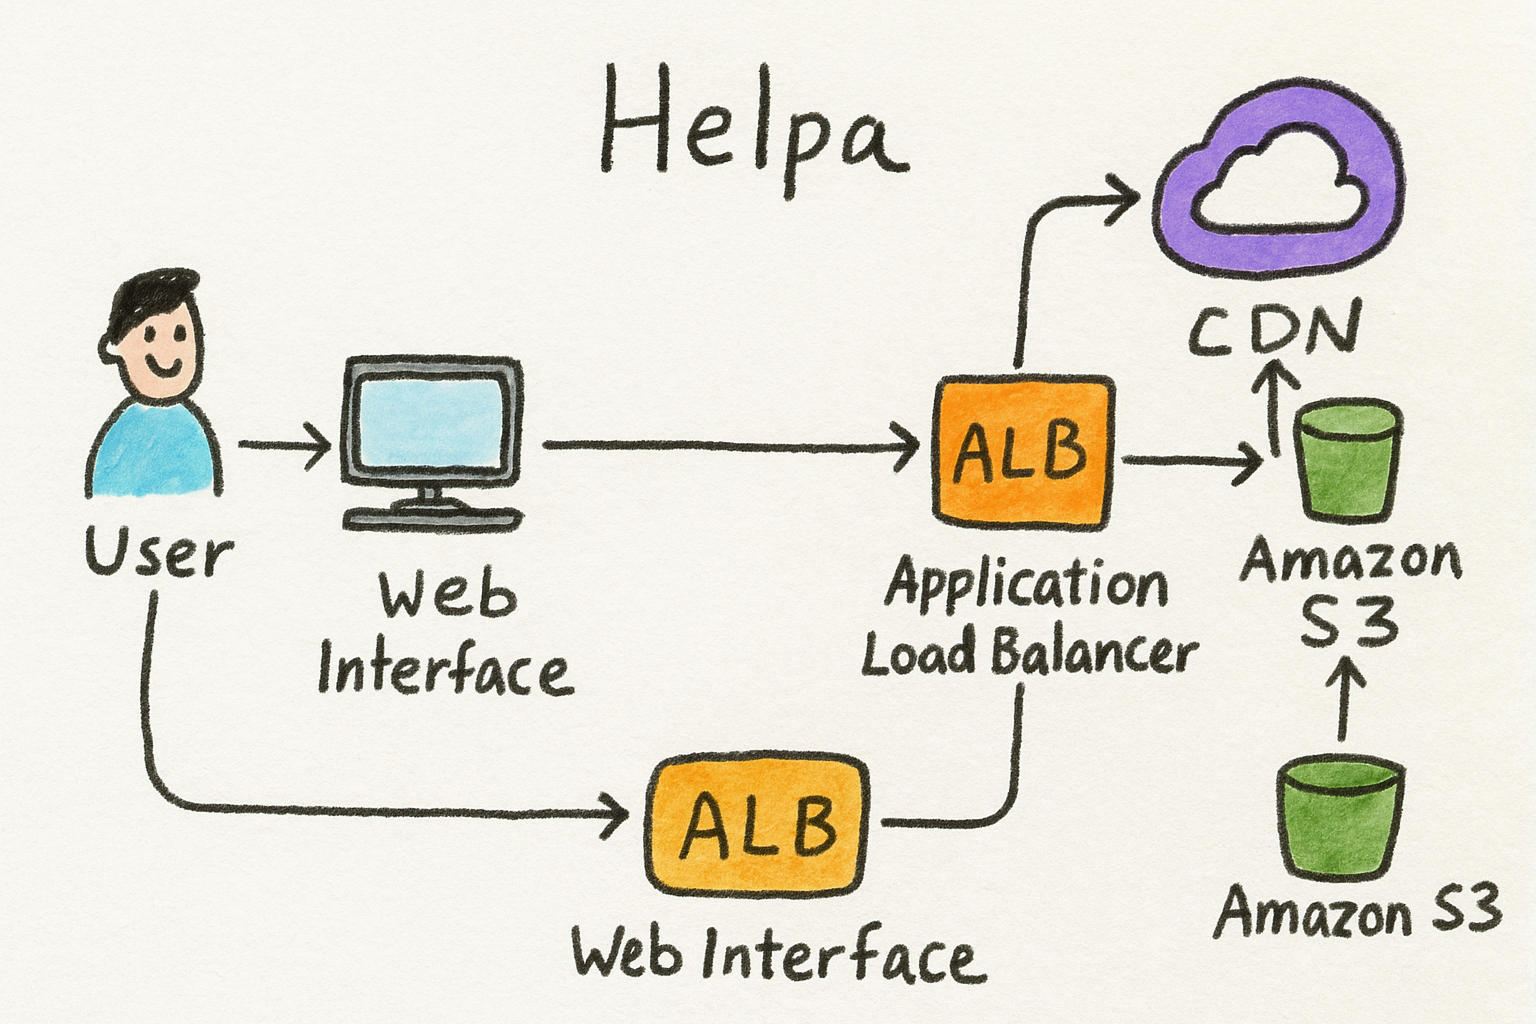 Helpa
CDN
ALB
User
Web
Interface
Application
Load Balancer
Amazon
S3
ALB
Web Interface
Amazon S3